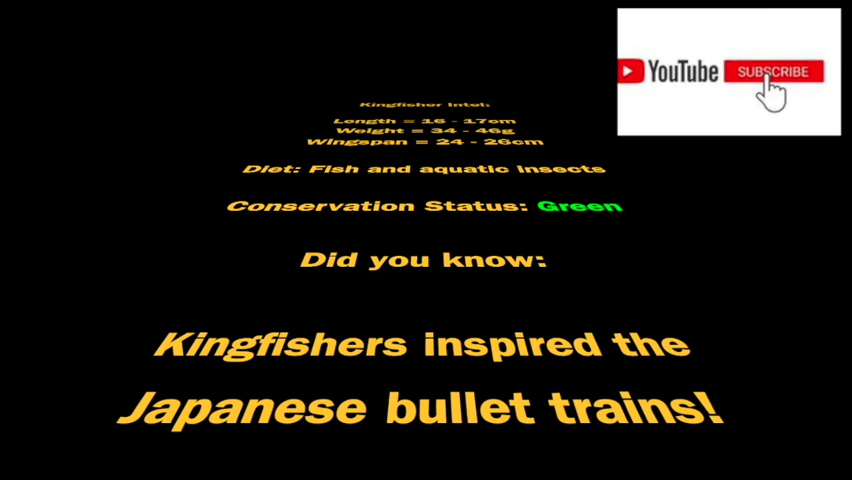 YouTube SUBSCRIBE
Kingfisher Intel:
Length = 16 - 17cm
Weight = 34 - 46g
Wingspan = 24 - 26cm
Diet: Fish and aquatic insects
Conservation Status: Green
Did you know:
Kingfishers inspired the
Japanese bullet trains!